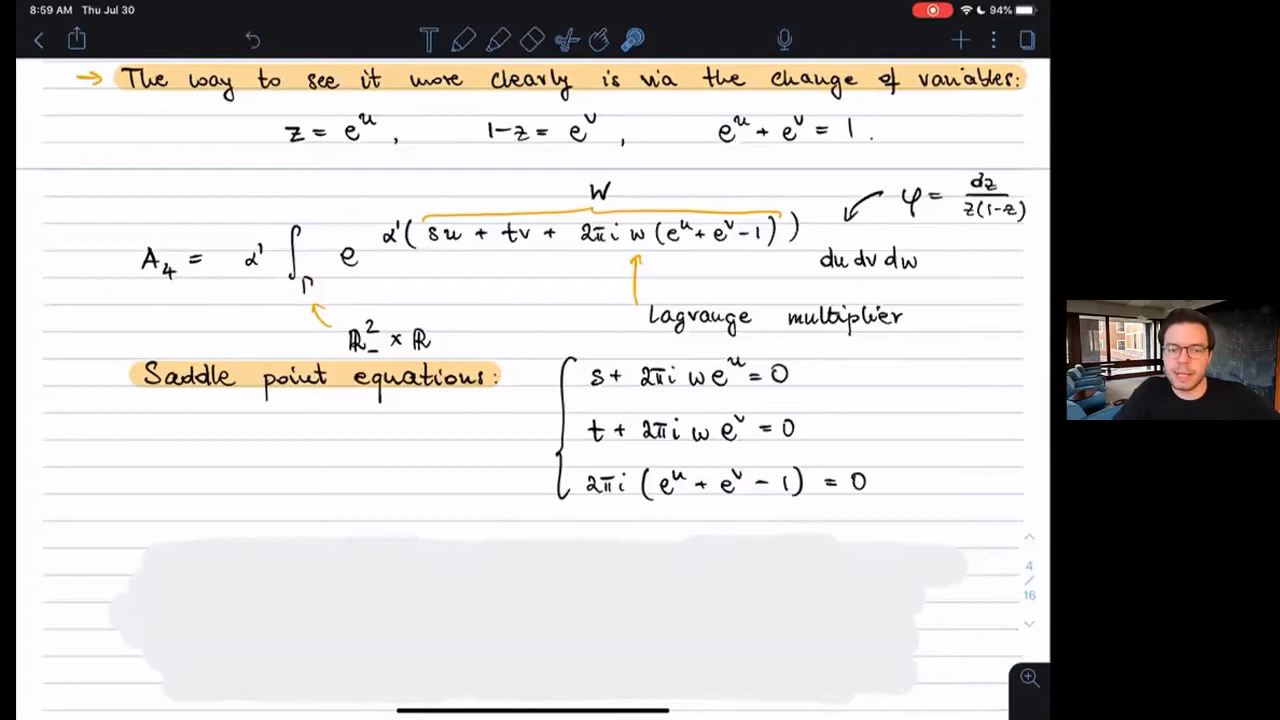 8:59 AM Thu Jul 30
94%
→ The way to see it more clearly is via the change of variables:
z = e^u , 1-z = e^v , e^u + e^v = 1 .
W
φ = dz / z(1-z)
A_4 = α' ∫_Γ e^{α'( su + tv + 2πi w (e^u + e^v - 1) )} du dv dw
Lagrange multiplier
ℝ_-^2 × ℝ
Saddle point equations:
s + 2πi w e^u = 0
t + 2πi w e^v = 0
2πi (e^u + e^v - 1) = 0
4
/
16